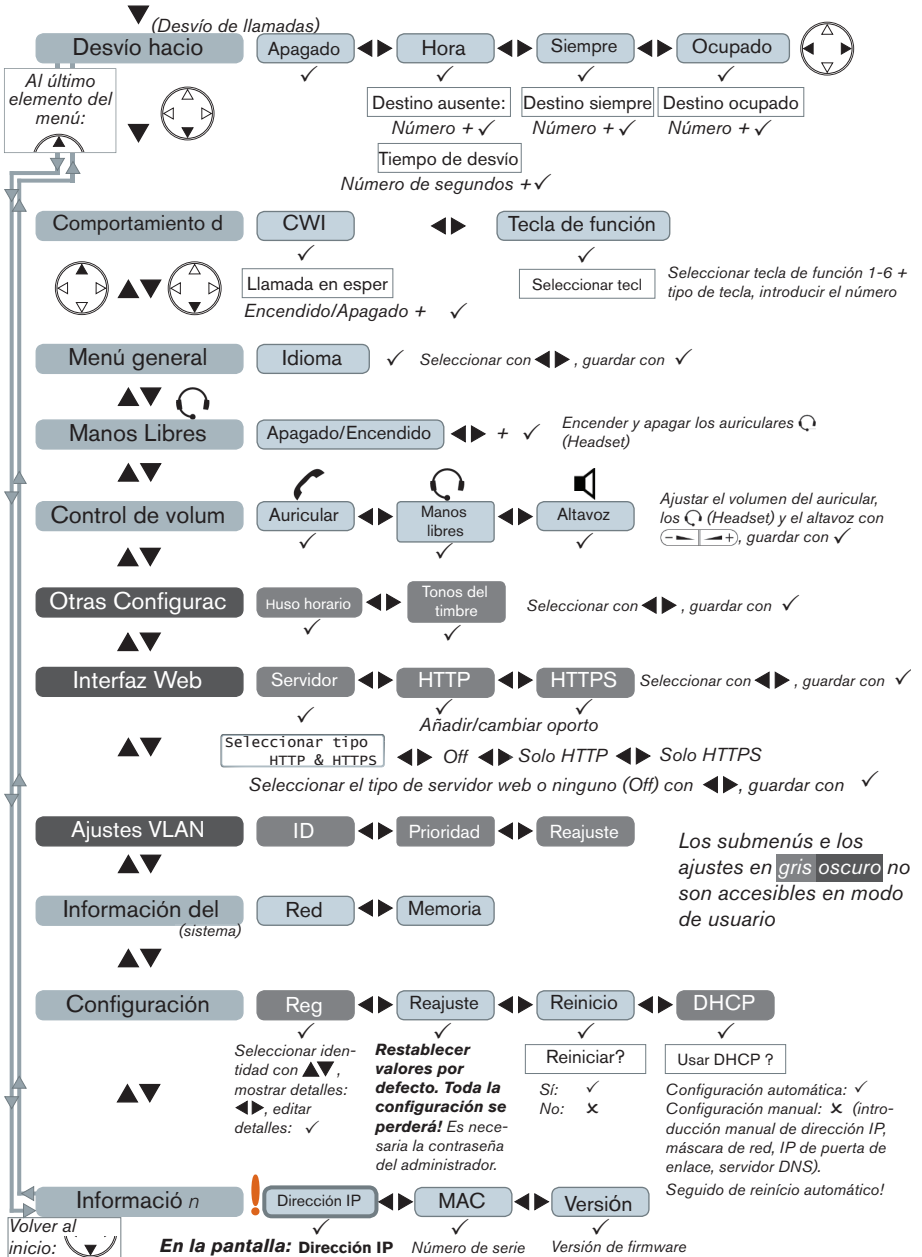 (Desvío de llamadas)
Desvío hacio
Apagado
Hora
Siempre
Ocupado
Al último
elemento del
menú:
Destino ausente:
Destino siempre
Destino ocupado
Número + ✓
Número + ✓
Número + ✓
Tiempo de desvío
Número de segundos + ✓
Comportamiento d
CWI
Tecla de función
Llamada en esper
Seleccionar tecl
Seleccionar tecla de función 1-6 +
tipo de tecla, introducir el número
Encendido/Apagado + ✓
Menú general
Idioma
✓ Seleccionar con ◀▶ , guardar con ✓
Manos Libres
Apagado/Encendido
◀▶ + ✓
Encender y apagar los auriculares
(Headset)
Control de volum
Auricular
Manos
libres
Altavoz
Ajustar el volumen del auricular,
los (Headset) y el altavoz con
(− +), guardar con ✓
Otras Configurac
Huso horario
Tonos del
timbre
Seleccionar con ◀▶ , guardar con ✓
Interfaz Web
Servidor
HTTP
HTTPS
Seleccionar con ◀▶ , guardar con ✓
Añadir/cambiar oporto
Seleccionar tipo
HTTP & HTTPS
◀▶ Off ◀▶ Solo HTTP ◀▶ Solo HTTPS
Seleccionar el tipo de servidor web o ninguno (Off) con ◀▶, guardar con ✓
Ajustes VLAN
ID
Prioridad
Reajuste
Los submenús e los
ajustes en gris oscuro no
son accesibles en modo
de usuario
Información del
(sistema)
Red
Memoria
Configuración
Reg
Reajuste
Reinicio
DHCP
Seleccionar iden-
tidad con ▲▼ ,
mostrar detalles:
◀▶, editar
detalles: ✓
Restablecer
valores por
defecto. Toda la
configuración se
perderá! Es nece-
saria la contraseña
del administrador.
Reiniciar?
Sí: ✓
No: ✗
Usar DHCP ?
Configuración automática: ✓
Configuración manual: ✗ (intro-
ducción manual de dirección IP,
máscara de red, IP de puerta de
enlace, servidor DNS).
Seguido de reinício automático!
Informació n
!
Dirección IP
MAC
Versión
Volver al
inicio:
En la pantalla: Dirección IP
Número de serie
Versión de firmware